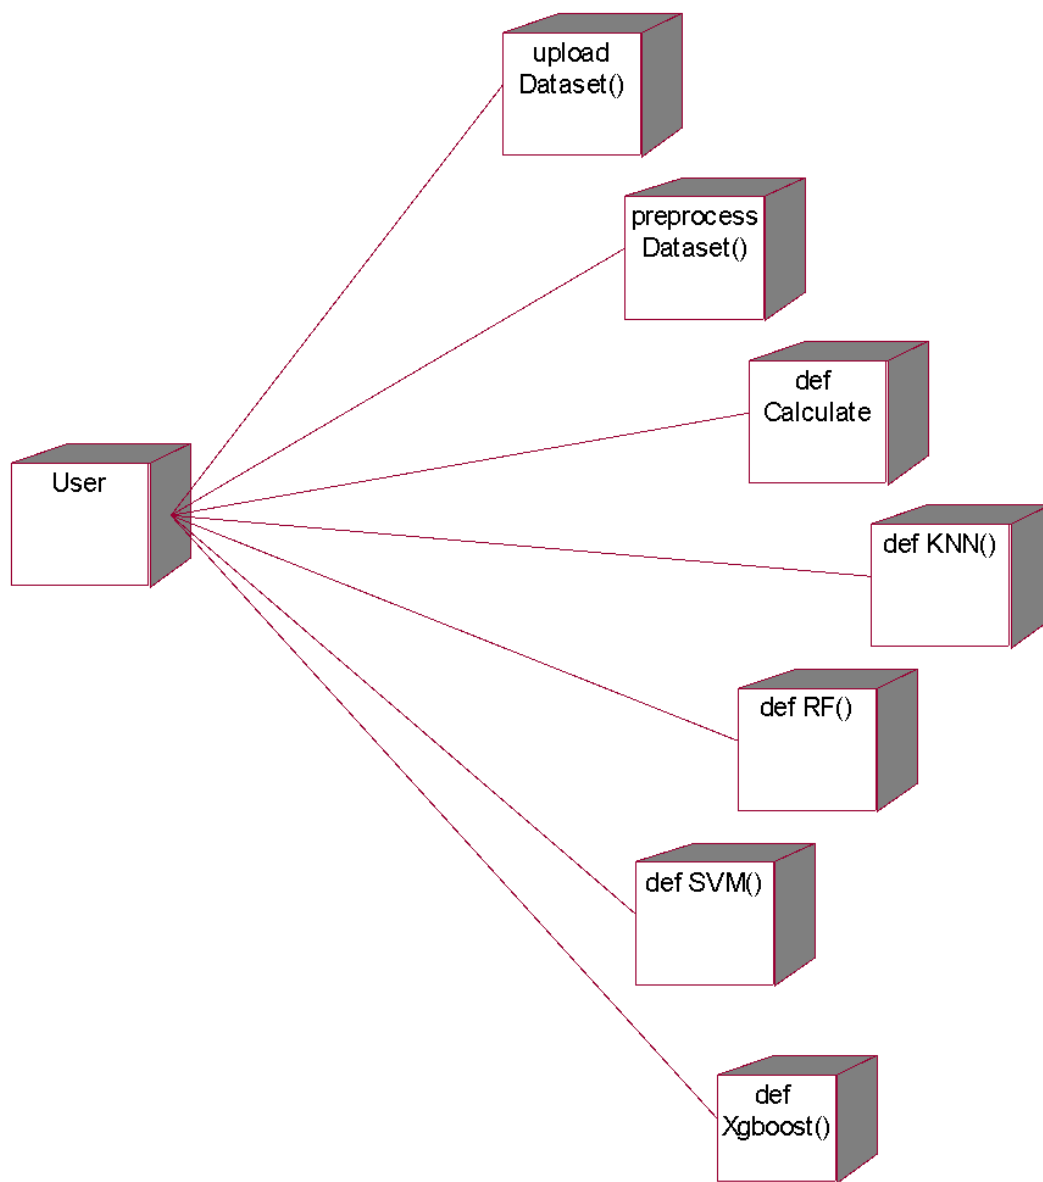 upload
Dataset()
preprocess
Dataset()
def
Calculate
User
def KNN()
def RF()
def SVM()
def
Xgboost()